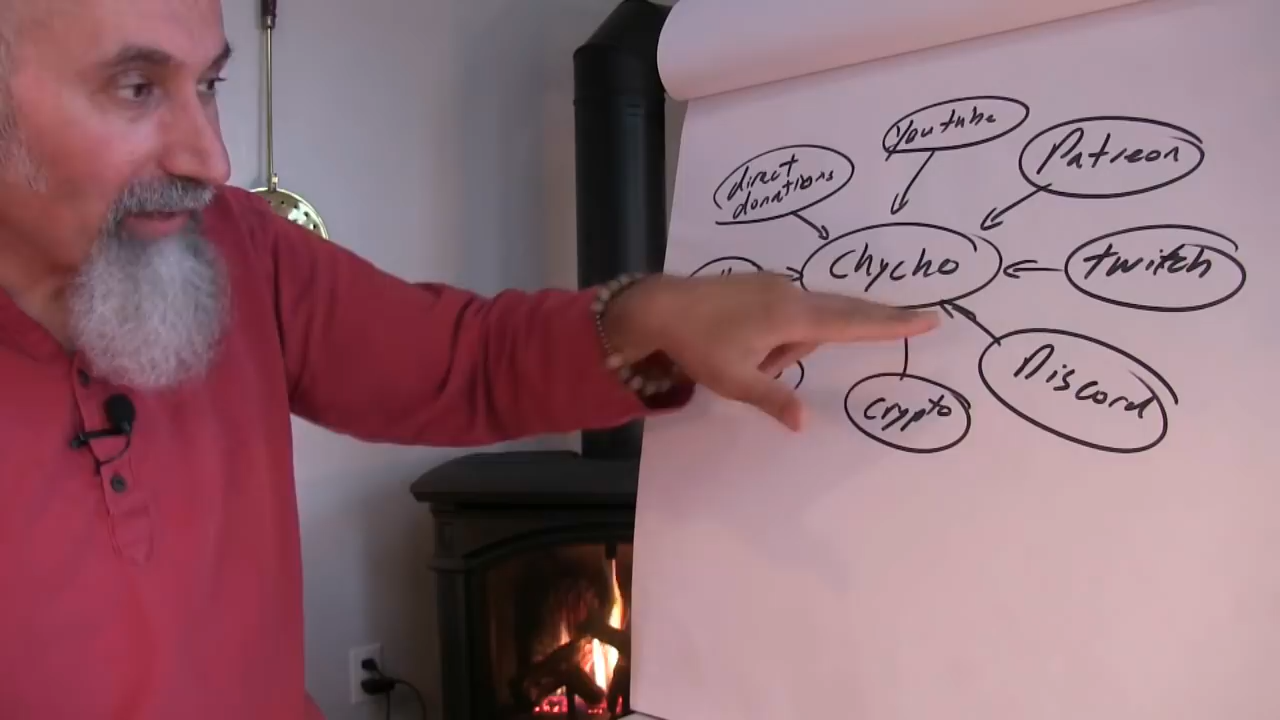 Youtube
Patreon
direct
donations
Chycho
twitch
Discord
crypto